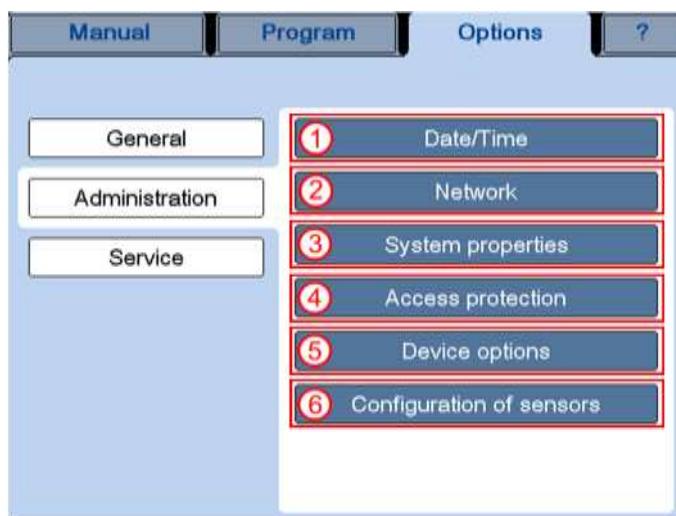 Manual Program Options ?
General
Administration
Service
1 Date/Time
2 Network
3 System properties
4 Access protection
5 Device options
6 Configuration of sensors